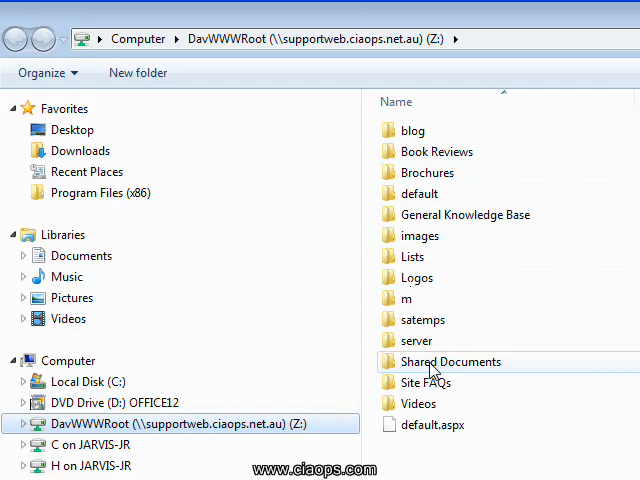 Computer
DavWWWRoot (\\supportweb.ciaops.net.au) (Z:)
Organize
New folder
Favorites
Desktop
Downloads
Recent Places
Program Files (x86)
Libraries
Documents
Music
Pictures
Videos
Computer
Local Disk (C:)
DVD Drive (D:) OFFICE12
DavWWWRoot (\\supportweb.ciaops.net.au) (Z:)
C on JARVIS-JR
H on JARVIS-JR
Name
blog
Book Reviews
Brochures
default
General Knowledge Base
images
Lists
Logos
m
satemps
server
Shared Documents
Site FAQs
Videos
default.aspx
www.ciaops.com